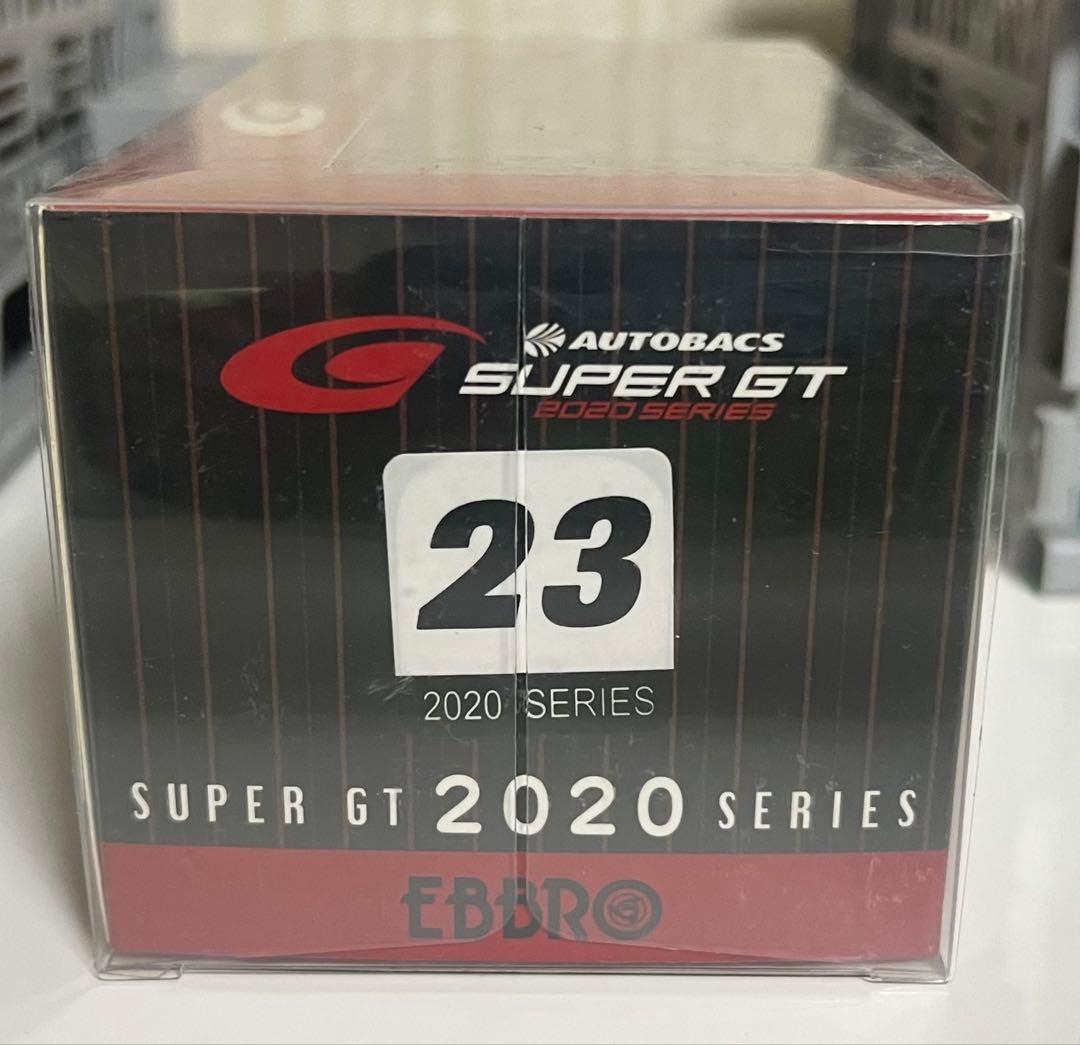 AUTOBACS
SUPER GT
2020 SERIES
23
2020 SERIES
SUPER GT 2020 SERIES
EBBRO